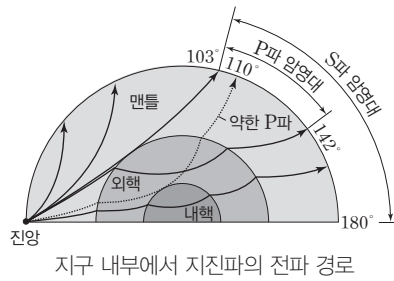 103°
110°
P파 암영대
S파 암영대
맨틀
약한 P파
142°
외핵
내핵
180°
진앙
지구 내부에서 지진파의 전파 경로